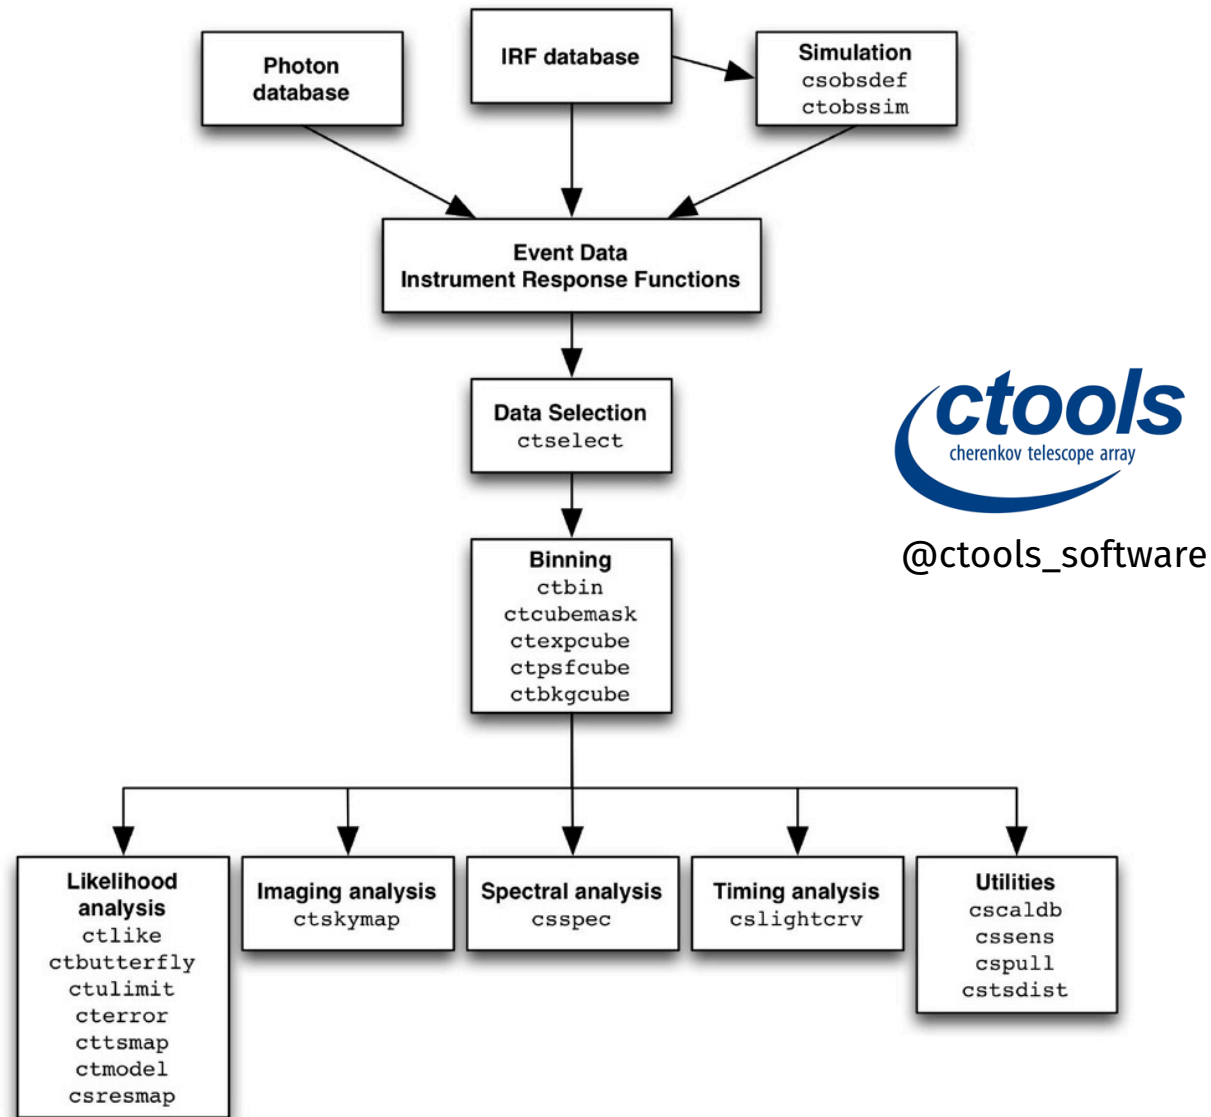 Photon
database
IRF database
Simulation
csobsdef
ctobssim
Event Data
Instrument Response Functions
Data Selection
ctselect
ctools
cherenkov telescope array
@ctools_software
Binning
ctbin
ctcubemask
ctexpcube
ctpsfcube
ctbkgcube
Likelihood
analysis
ctlike
ctbutterfly
ctulimit
cterror
cttsmap
ctmodel
csresmap
Imaging analysis
ctskymap
Spectral analysis
csspec
Timing analysis
cslightcrv
Utilities
cscaldb
cssens
cspull
cstsdist